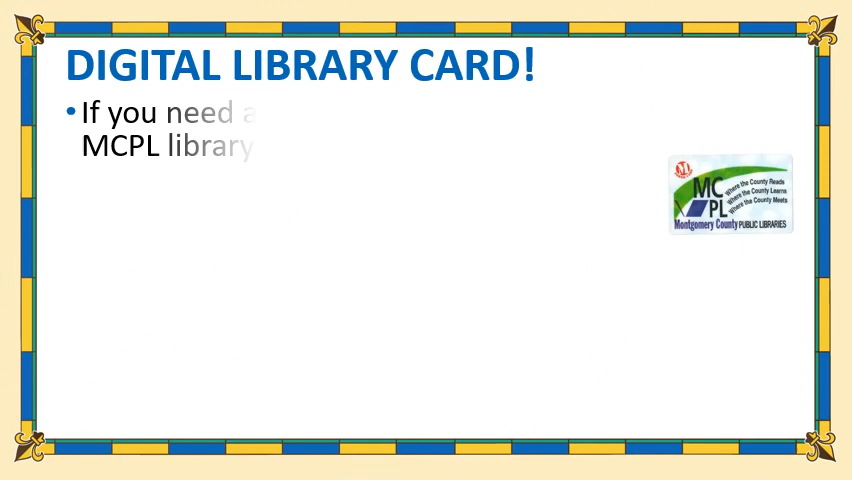 DIGITAL LIBRARY CARD!
• If you need a
MCPL library
MC
PL
Where the County Reads
Where the County Learns
Where the County Meets
Montgomery County PUBLIC LIBRARIES